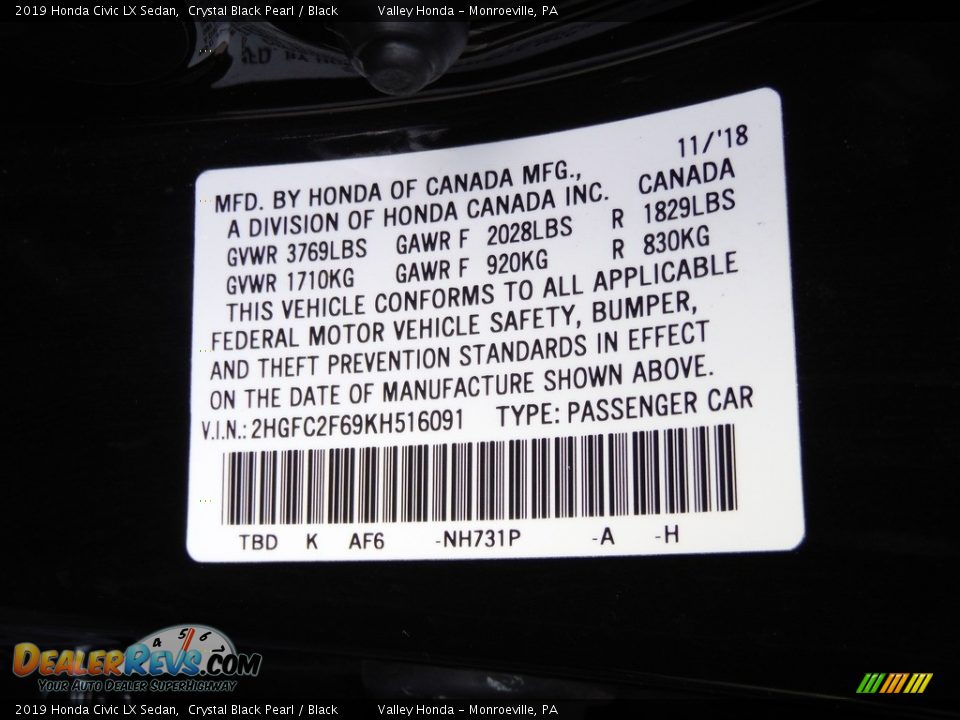 2019 Honda Civic LX Sedan, Crystal Black Pearl / Black Valley Honda - Monroeville, PA
11/'18
MFD. BY HONDA OF CANADA MFG.,
A DIVISION OF HONDA CANADA INC. CANADA
GVWR 3769LBS GAWR F 2028LBS R 1829LBS
GVWR 1710KG GAWR F 920KG R 830KG
THIS VEHICLE CONFORMS TO ALL APPLICABLE
FEDERAL MOTOR VEHICLE SAFETY, BUMPER,
AND THEFT PREVENTION STANDARDS IN EFFECT
ON THE DATE OF MANUFACTURE SHOWN ABOVE.
V.I.N.: 2HGFC2F69KH516091 TYPE: PASSENGER CAR
TBD K AF6 -NH731P -A -H
4 5 6
DEALERREVS.COM
YOUR AUTO DEALER SUPERHIGHWAY
2019 Honda Civic LX Sedan, Crystal Black Pearl / Black Valley Honda - Monroeville, PA